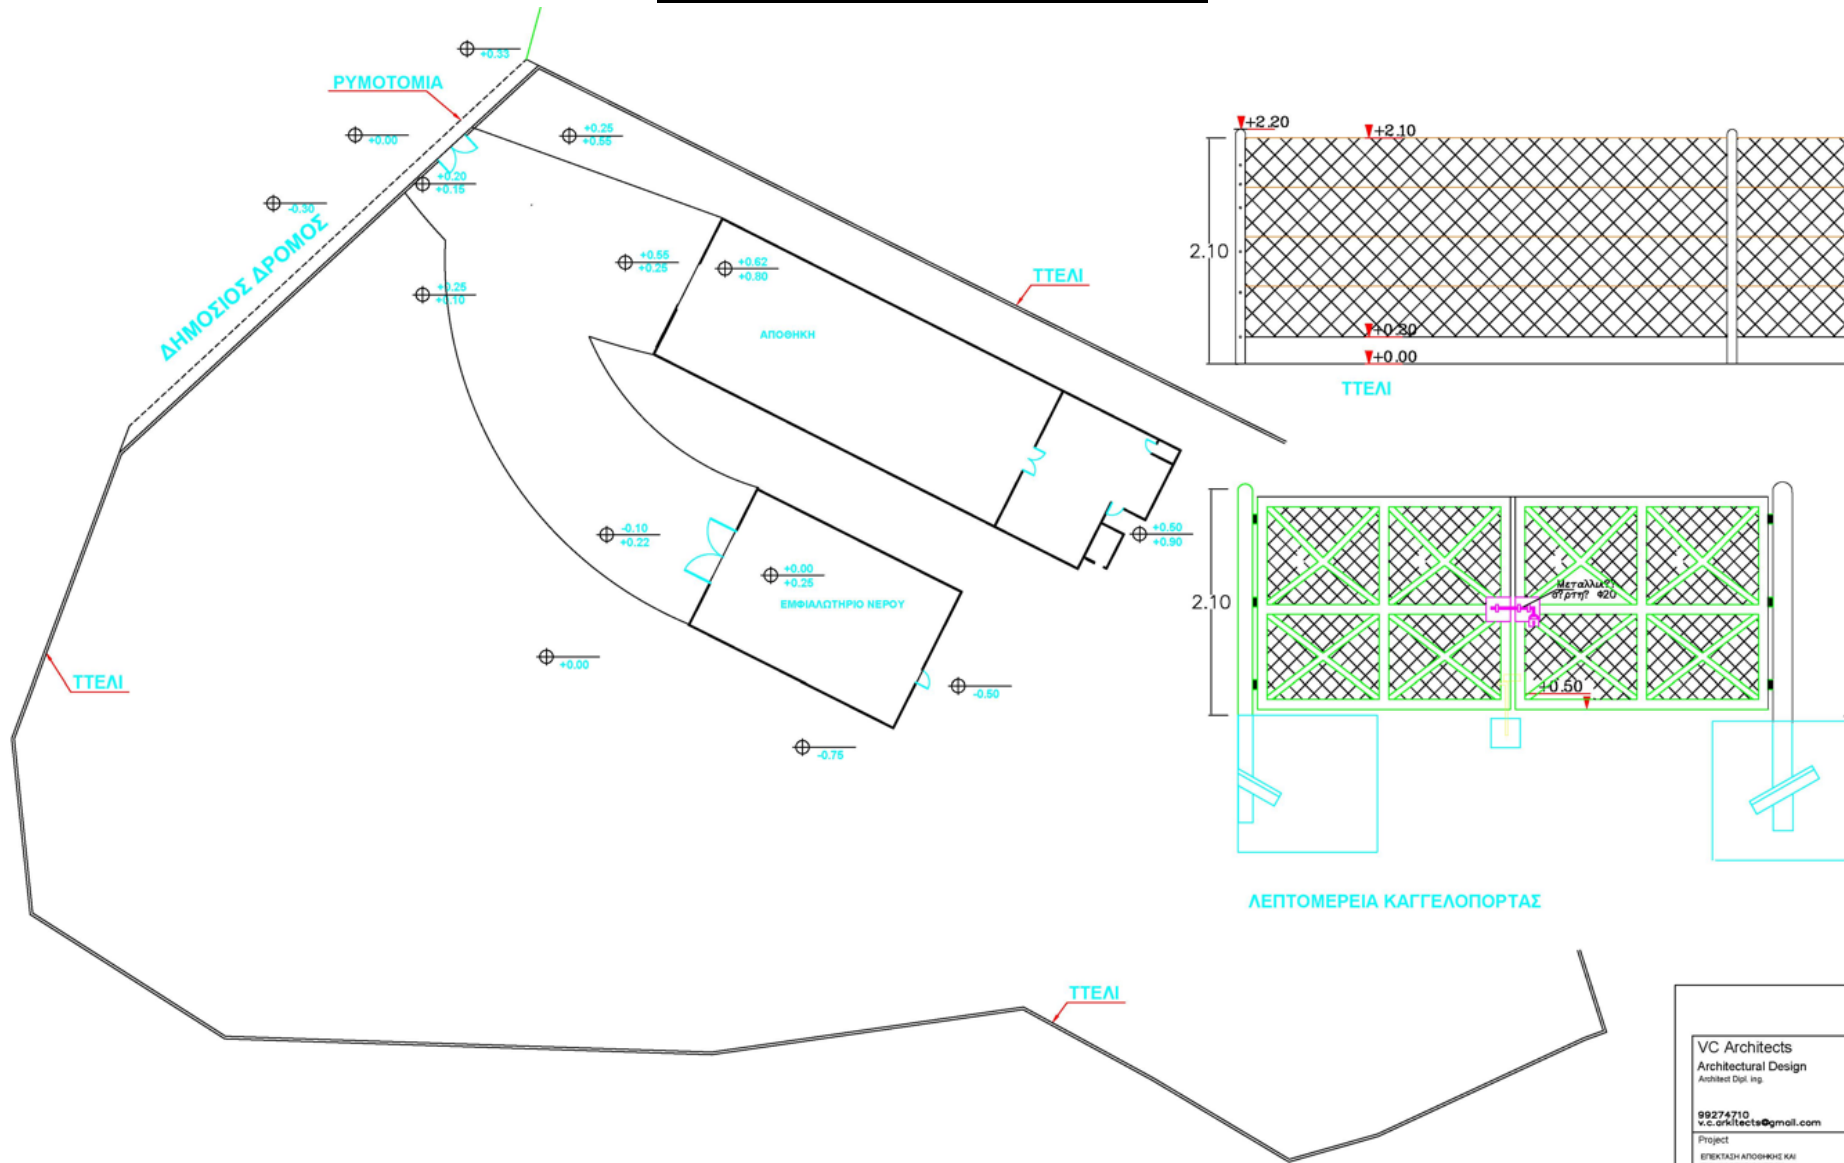 +0.33
ΡΥΜΟΤΟΜΙΑ
+0.00
+0.25
+0.55
+0.20
+0.15
-0.30
ΔΗΜΟΣΙΟΣ ΔΡΟΜΟΣ
+0.55
+0.25
+0.62
+0.80
+0.25
+0.10
ΤΤΕΛΙ
ΑΠΟΘΗΚΗ
-0.10
+0.22
+0.50
+0.90
+0.00
+0.25
ΕΜΦΙΑΛΩΤΗΡΙΟ ΝΕΡΟΥ
+0.00
ΤΤΕΛΙ
-0.50
-0.75
ΤΤΕΛΙ
+2.20
+2.10
2.10
+0.20
+0.00
ΤΤΕΛΙ
2.10
Μεταλλικ??
σ?ρτη? Φ20
+0.50
ΛΕΠΤΟΜΕΡΕΙΑ ΚΑΓΓΕΛΟΠΟΡΤΑΣ
VC Architects
Architectural Design
Architect Dipl. ing.
99274710
v.c.arkitects@gmail.com
Project
ΕΠΕΚΤΑΣΗ ΑΠΟΘΗΚΗΣ ΚΑΙ